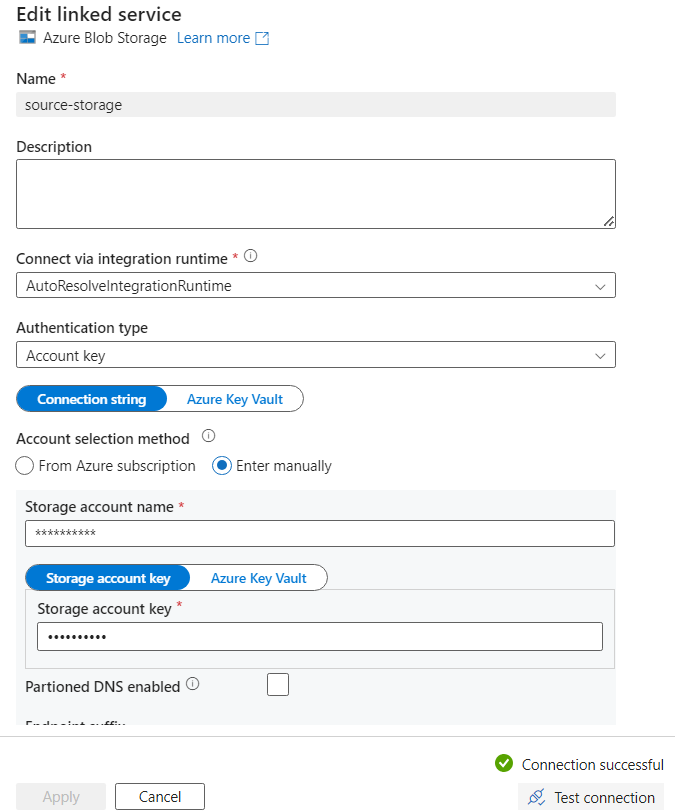 Edit linked service
Azure Blob Storage Learn more
Name *
source-storage
Description
Connect via integration runtime *
AutoResolveIntegrationRuntime
Authentication type
Account key
Connection string Azure Key Vault
Account selection method
From Azure subscription Enter manually
Storage account name *
**********
Storage account key Azure Key Vault
Storage account key *
••••••••••
Partioned DNS enabled
Endpoint suffix
Connection successful
Apply Cancel Test connection